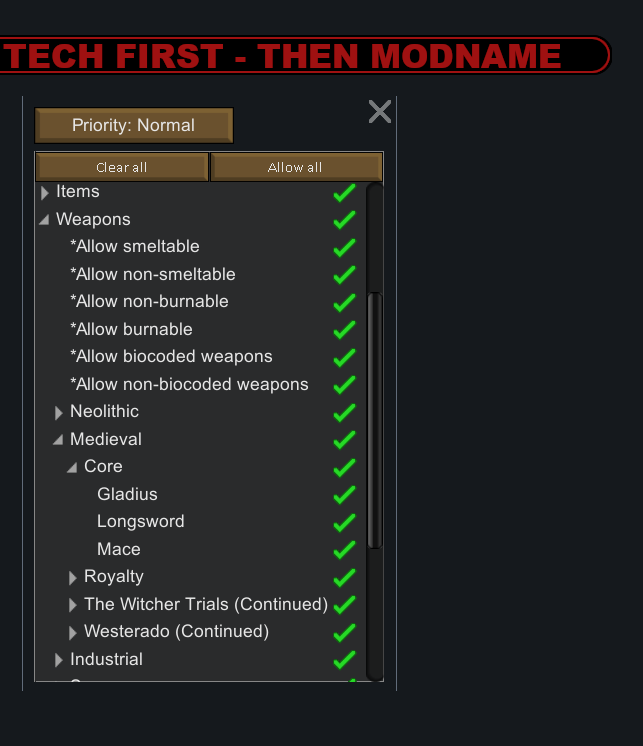 TECH FIRST - THEN MODNAME
Priority: Normal
Clear all
Allow all
Items
Weapons
*Allow smeltable
*Allow non-smeltable
*Allow non-burnable
*Allow burnable
*Allow biocoded weapons
*Allow non-biocoded weapons
Neolithic
Medieval
Core
Gladius
Longsword
Mace
Royalty
The Witcher Trials (Continued)
Westerado (Continued)
Industrial